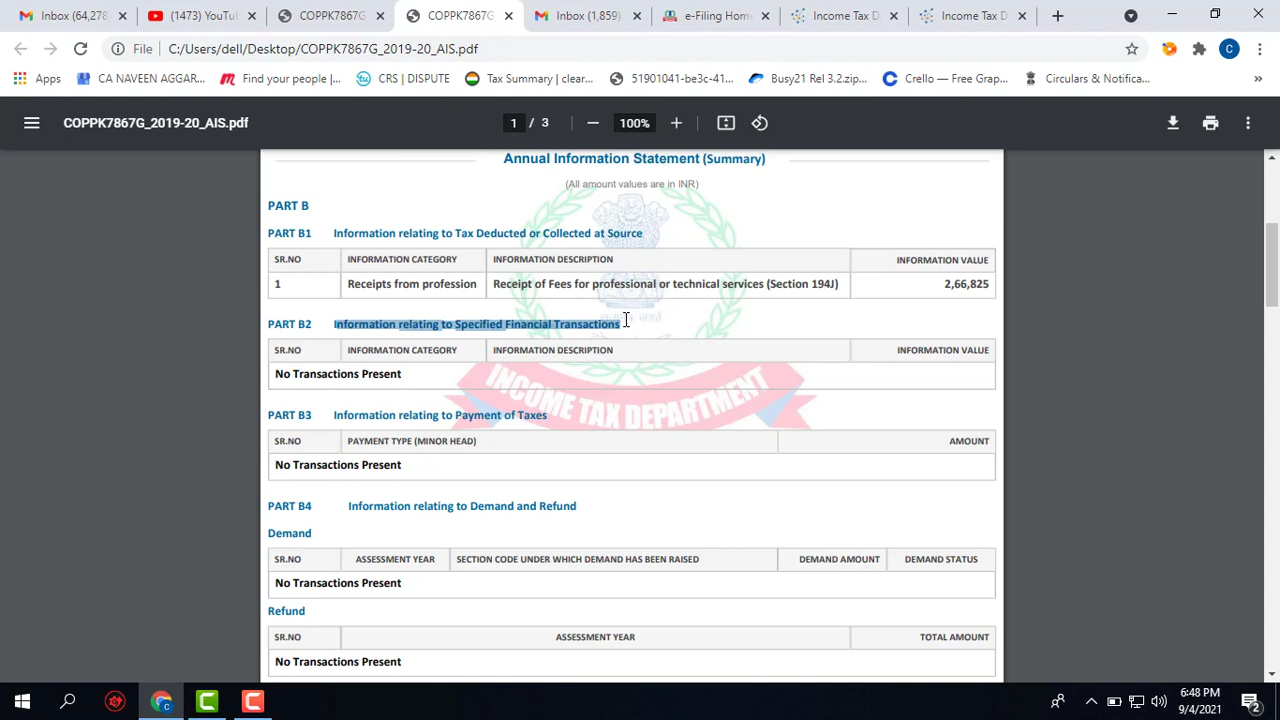 Inbox (64,278)
(1473) YouTu
COPPK7867G
COPPK7867G
Inbox (1,859)
e-Filing Home
Income Tax D
Income Tax D
File
C:/Users/dell/Desktop/COPPK7867G_2019-20_AIS.pdf
C
Apps
CA NAVEEN AGGAR...
Find your people |...
CRS | DISPUTE
Tax Summary | clear...
51901041-be3c-41...
Busy21 Rel 3.2.zip...
Crello — Free Grap...
Circulars & Notifica...
»
COPPK7867G_2019-20_AIS.pdf
1 / 3
100%
Annual Information Statement (Summary)
(All amount values are in INR)
PART B
PART B1 Information relating to Tax Deducted or Collected at Source
SR.NO INFORMATION CATEGORY INFORMATION DESCRIPTION INFORMATION VALUE
1 Receipts from profession Receipt of Fees for professional or technical services (Section 194J) 2,66,825
PART B2 Information relating to Specified Financial Transactions
SR.NO INFORMATION CATEGORY INFORMATION DESCRIPTION INFORMATION VALUE
No Transactions Present
INCOME TAX DEPARTMENT
PART B3 Information relating to Payment of Taxes
SR.NO PAYMENT TYPE (MINOR HEAD) AMOUNT
No Transactions Present
PART B4 Information relating to Demand and Refund
Demand
SR.NO ASSESSMENT YEAR SECTION CODE UNDER WHICH DEMAND HAS BEEN RAISED DEMAND AMOUNT DEMAND STATUS
No Transactions Present
Refund
SR.NO ASSESSMENT YEAR TOTAL AMOUNT
No Transactions Present
6:48 PM
9/4/2021
2